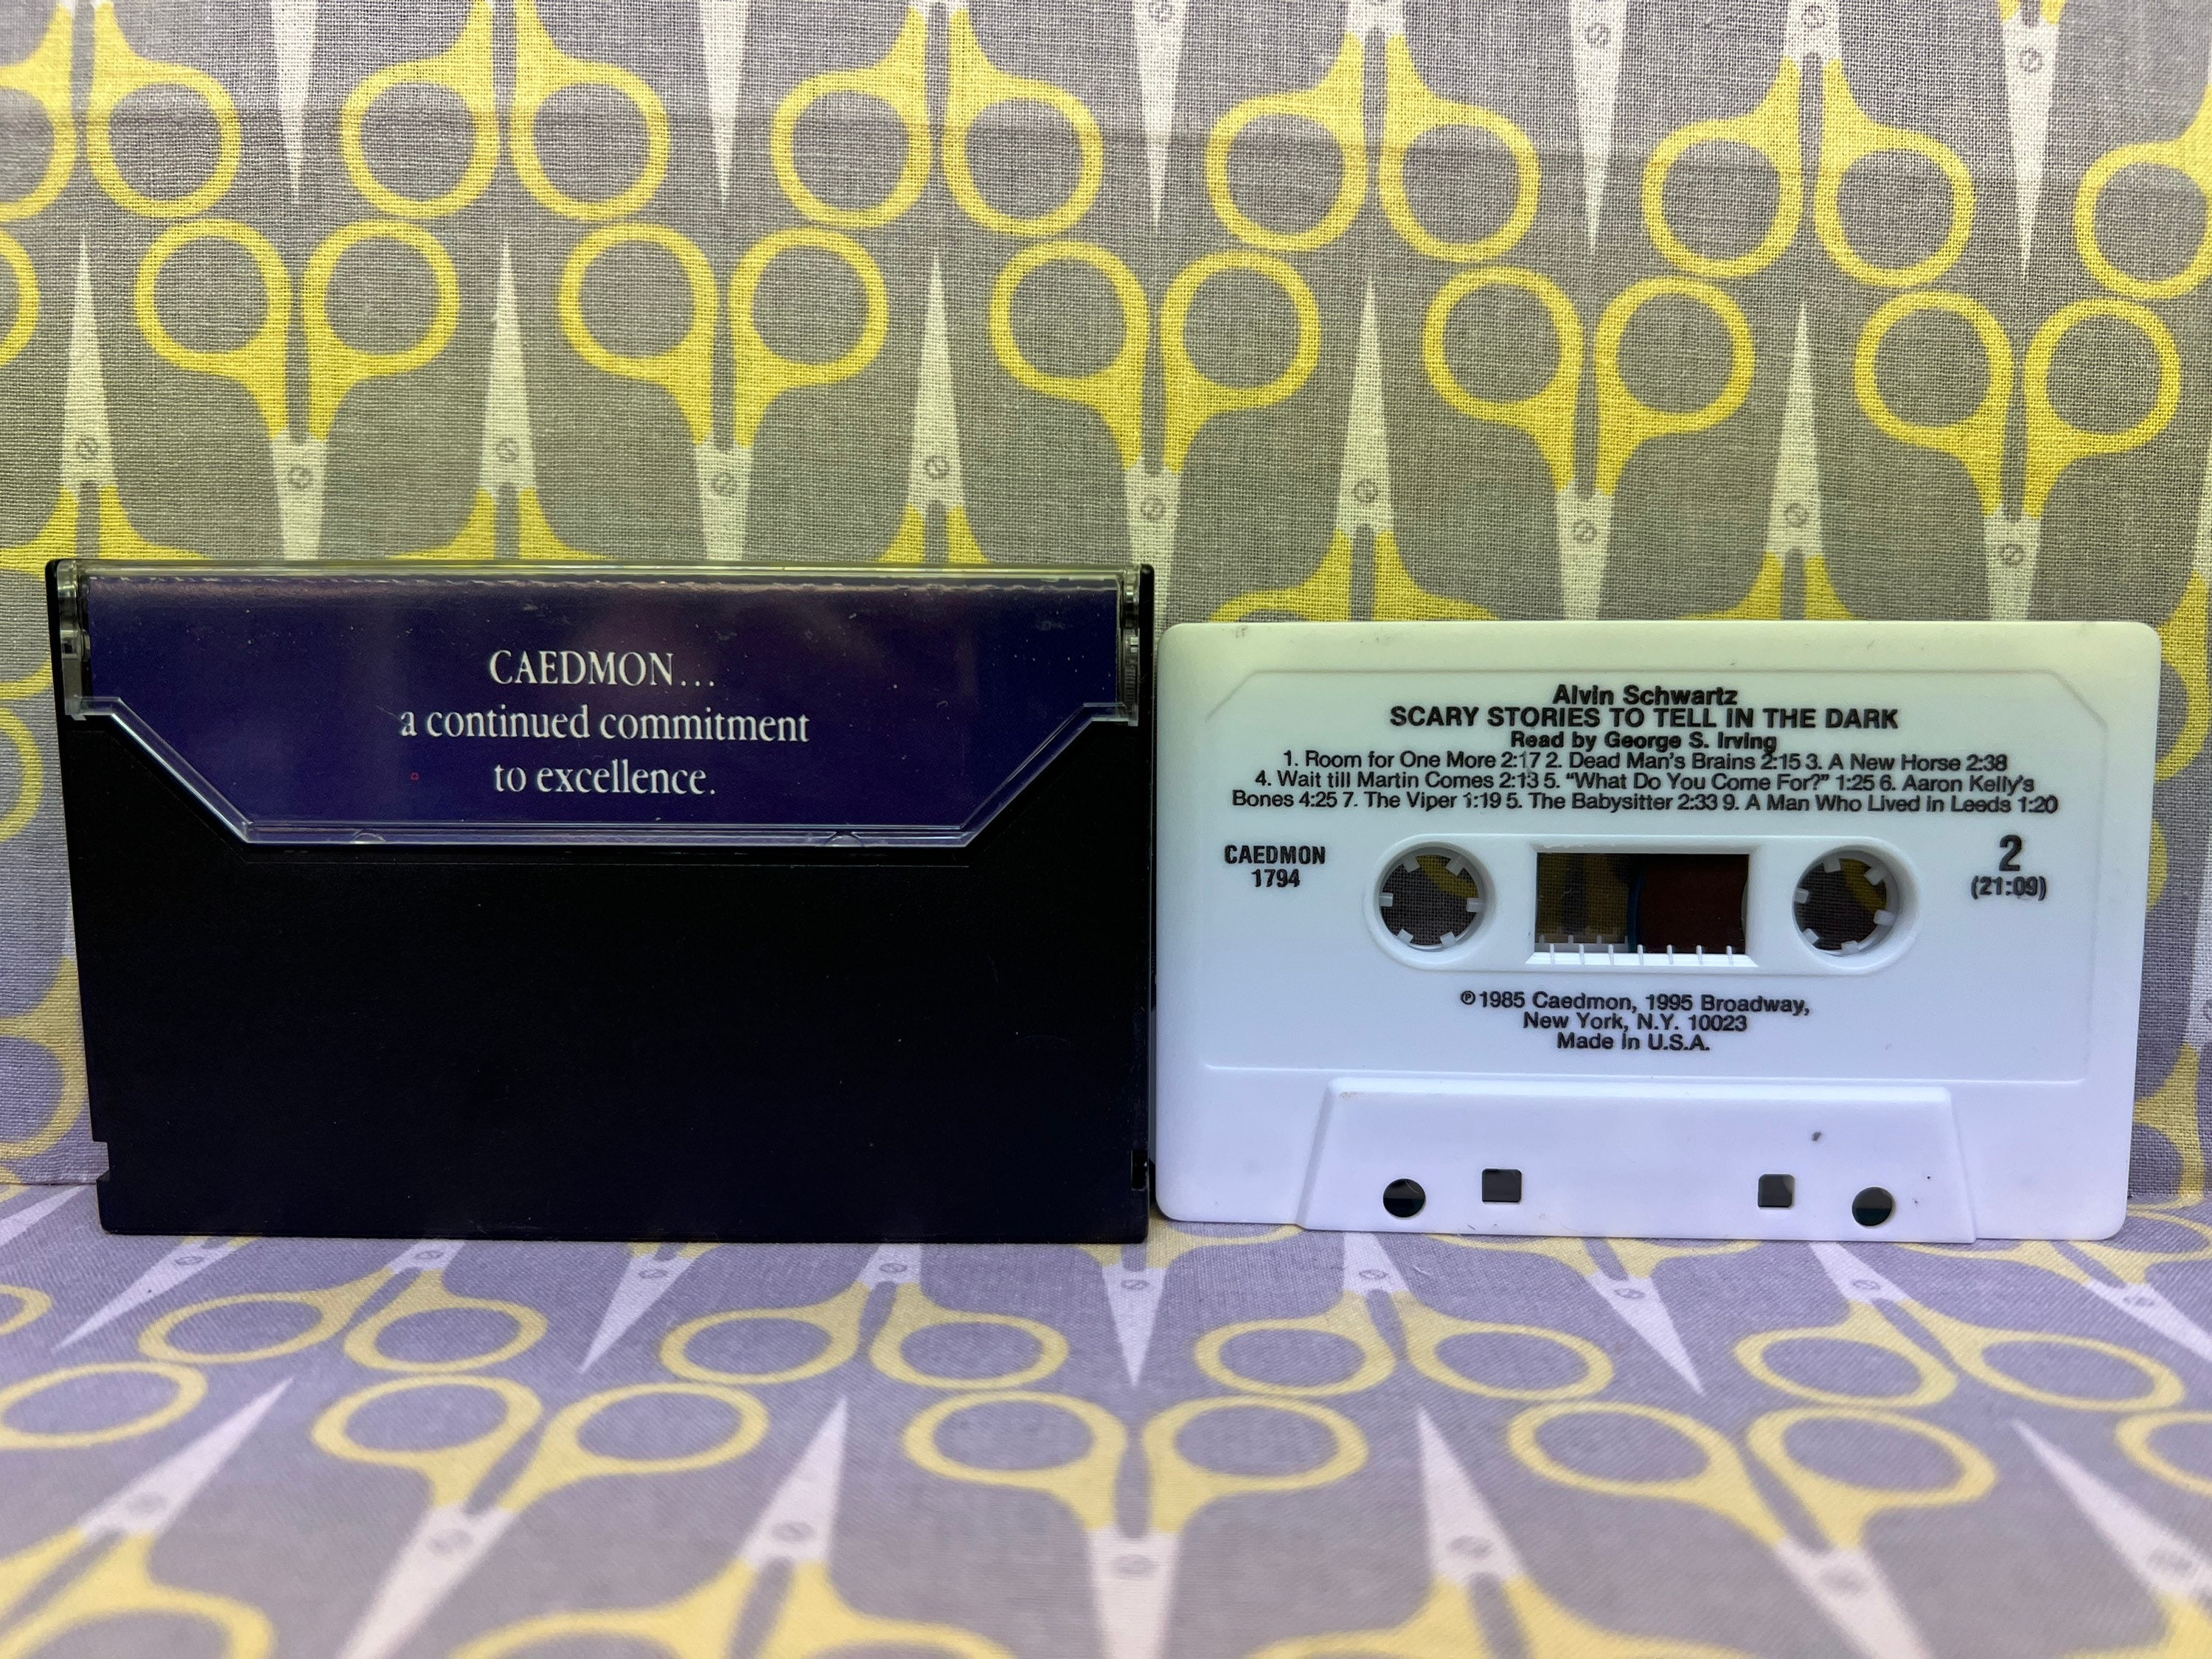 CAEDMON...
a continued commitment
to excellence.
Alvin Schwartz
SCARY STORIES TO TELL IN THE DARK
Read by George S. Irving
1. Room for One More 2:17 2. Dead Man's Brains 2:15 3. A New Horse 2:38
4. Wait till Martin Comes 2:13 5. "What Do You Come For?" 1:25 6. Aaron Kelly's
Bones 4:25 7. The Viper 1:19 5. The Babysitter 2:33 9. A Man Who Lived in Leeds 1:20
CAEDMON
1794
2
(21:09)
℗1985 Caedmon, 1995 Broadway,
New York, N.Y. 10023
Made in U.S.A.